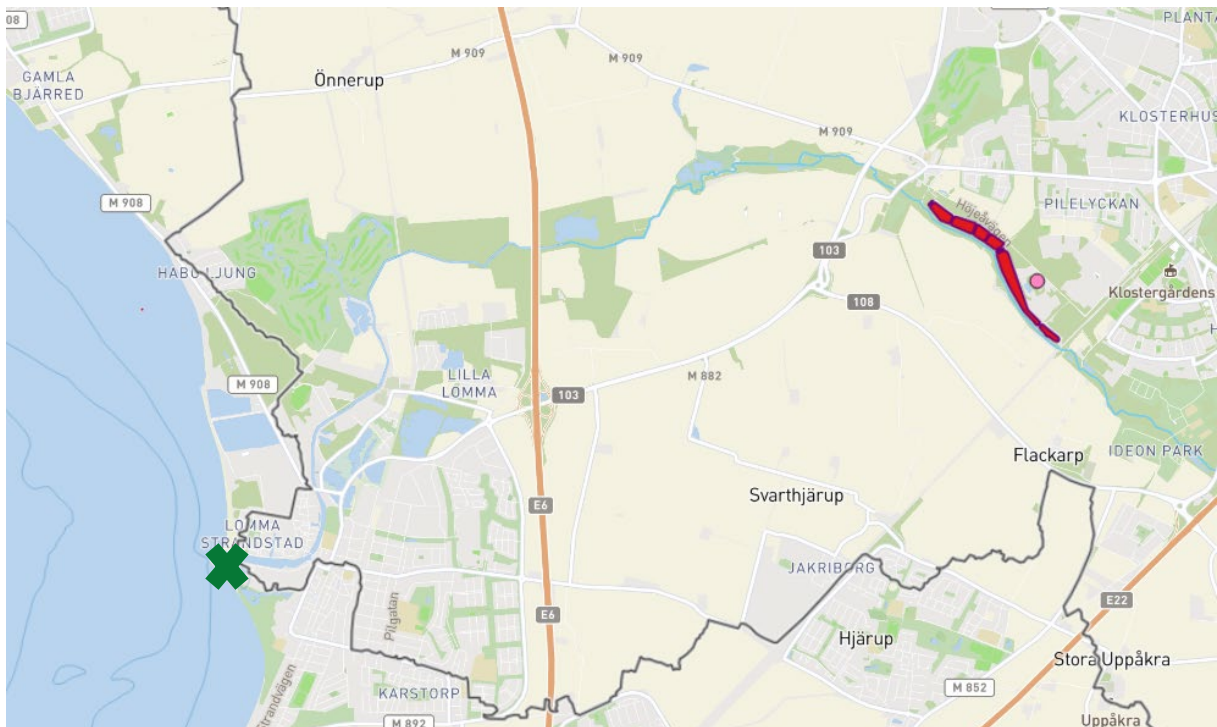 M 909
PLANTA
GAMLA
BJÄRRED
Önnerup
M 909
KLOSTERHUS
M 909
M 908
Höjeåvägen
PILELYCKAN
103
HABO LJUNG
Klostergårdens
108
M 882
M 908
LILLA
LOMMA
103
IDEON PARK
Flackarp
Svarthjärup
E6
LOMMA
STRANDSTAD
JAKRIBORG
E22
E6
Pilgatan
Hjärup
Stora Uppåkra
KARSTORP
M 852
Strandvägen
M 892
Uppåkra